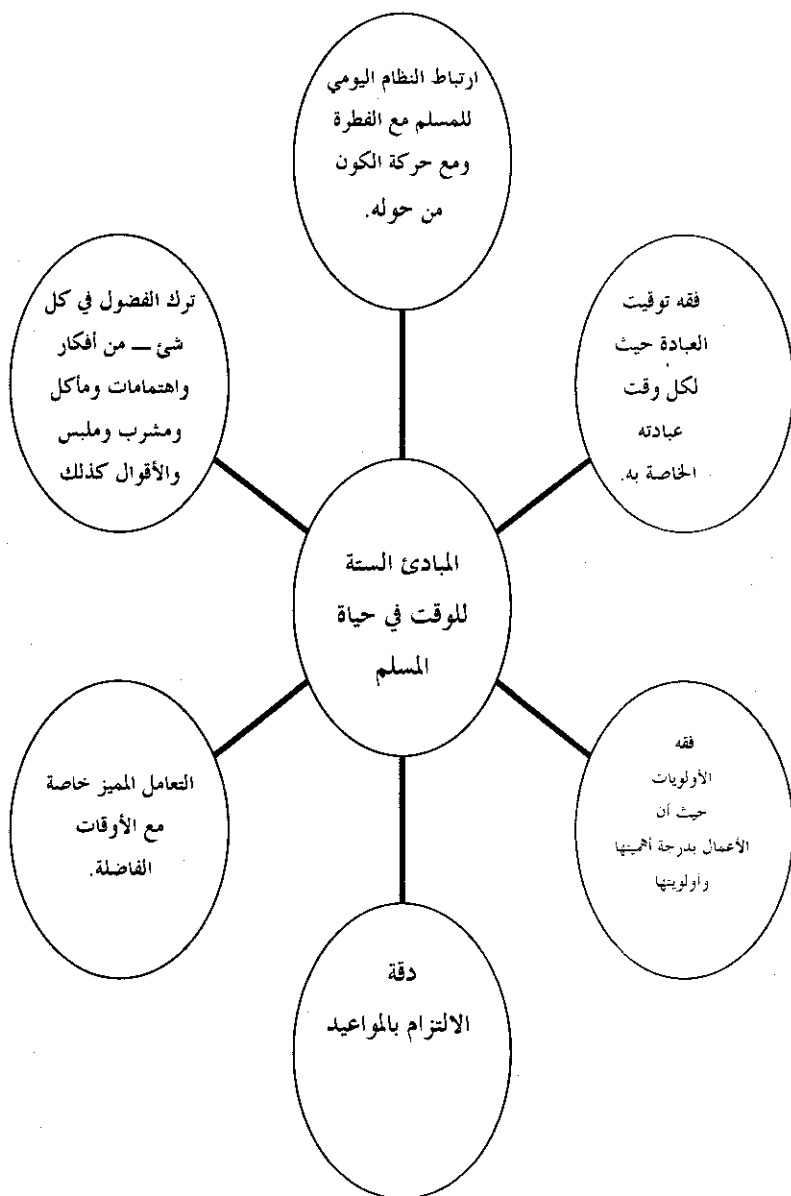 ارتباط النظام اليومي
للمسلم مع الفطرة
ومع حركة الكون
من حوله.
فقه توقيت
العبادة حيث
لكل وقت
عبادته
الخاصة به.
ترك الفضول في كل
شئ — من أفكار
واهتمامات ومأكل
ومشرب وملبس
والأقوال كذلك
المبادئ الستة
للوقت في حياة
المسلم
فقه
الأولويات
حيث أن
الأعمال بدرجة أهميتها
وأولويتها
التعامل المميز خاصة
مع الأوقات
الفاضلة.
دقة
الالتزام بالمواعيد